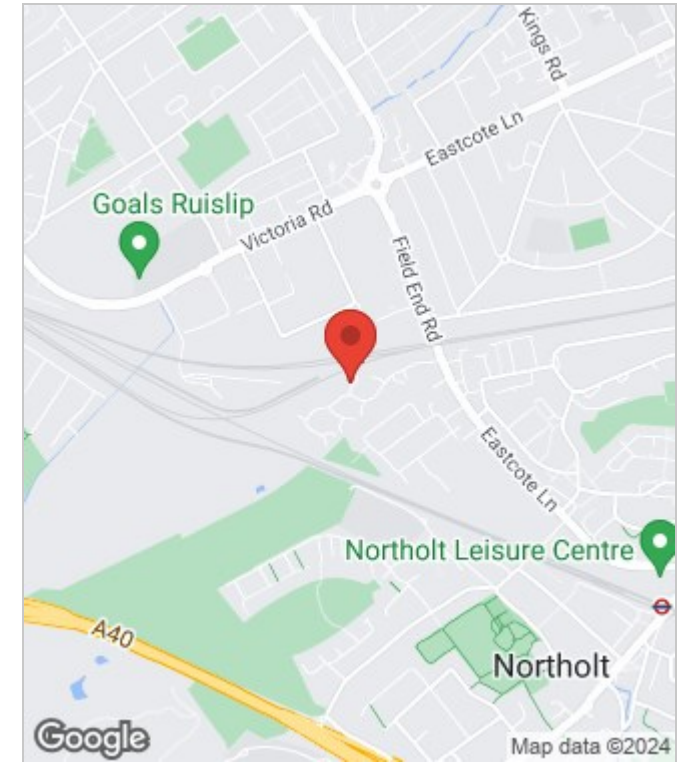 Kings Rd
Eastcote Ln
Goals Ruislip
Victoria Rd
Field End Rd
Eastcote Ln
Northolt Leisure Centre
A40
Northolt
Google
Map data ©2024